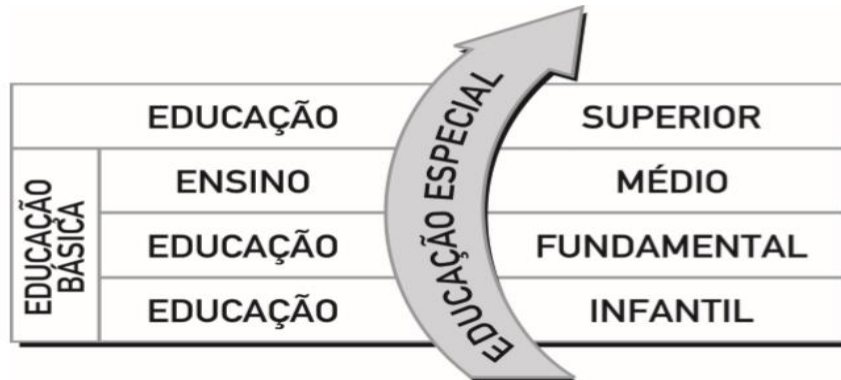 EDUCAÇÃO SUPERIOR
ENSINO MÉDIO
EDUCAÇÃO FUNDAMENTAL
EDUCAÇÃO INFANTIL
EDUCAÇÃO
BÁSICA
EDUCAÇÃO ESPECIAL